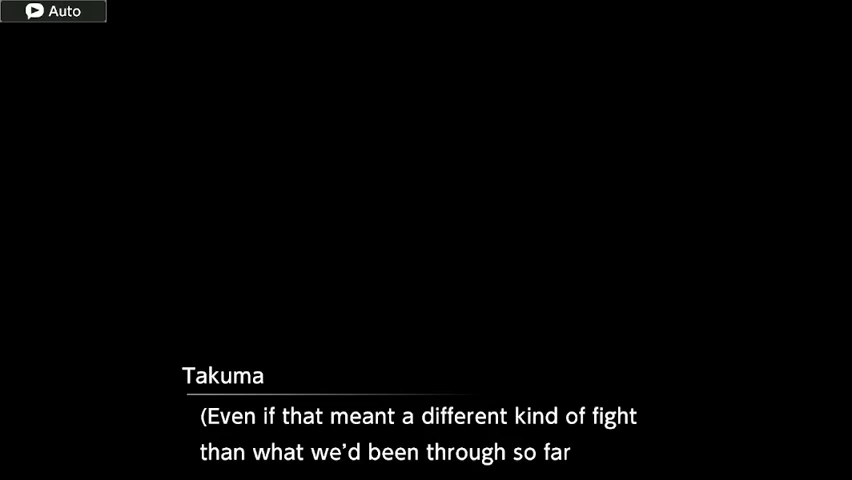 Auto
Takuma
(Even if that meant a different kind of fight
than what we'd been through so far